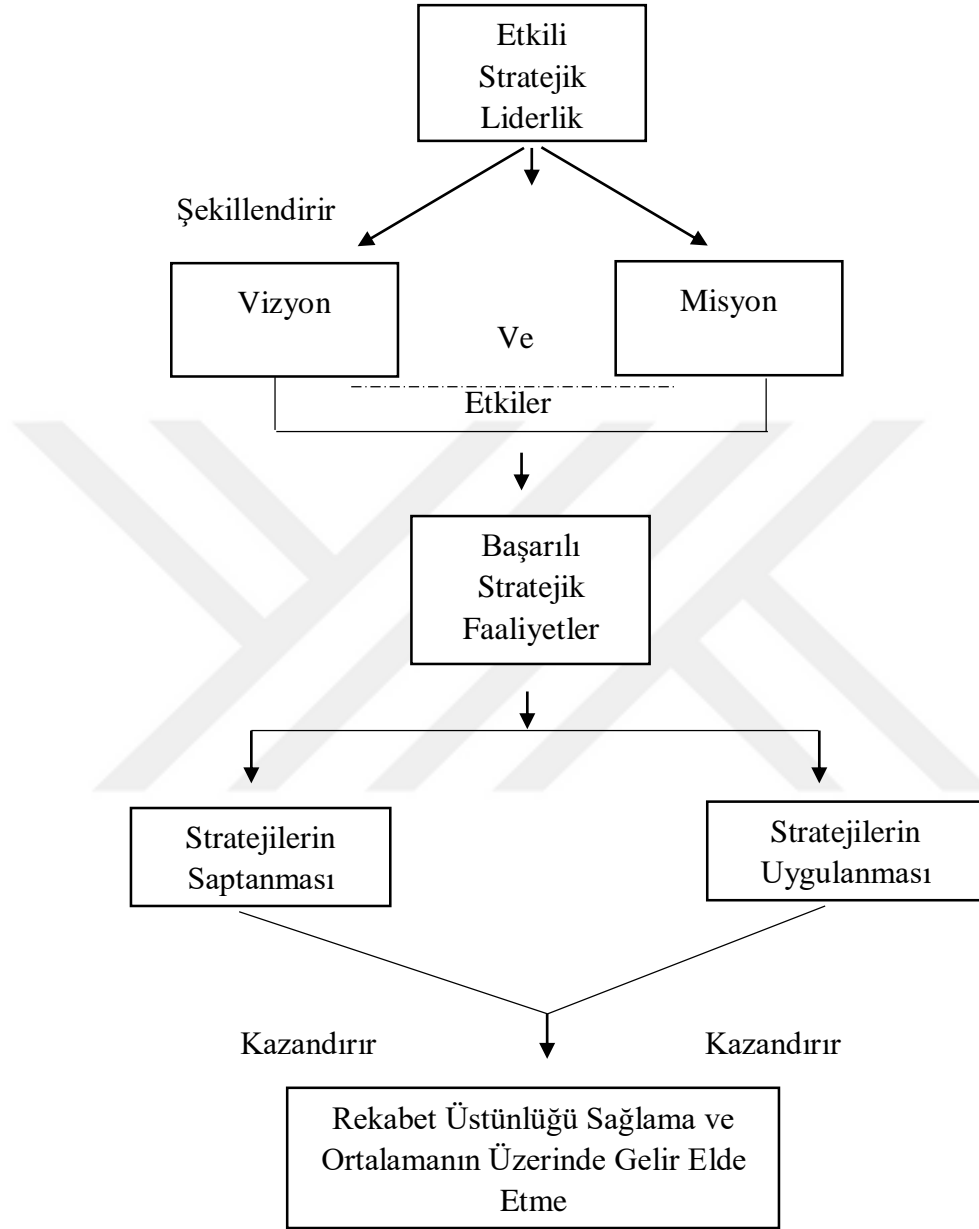 Etkili
Stratejik
Liderlik
Şekillendirir
Vizyon
Misyon
Ve
Etkiler
Başarılı
Stratejik
Faaliyetler
Stratejilerin
Saptanması
Stratejilerin
Uygulanması
Kazandırır
Kazandırır
Rekabet Üstünlüğü Sağlama ve
Ortalamanın Üzerinde Gelir Elde
Etme